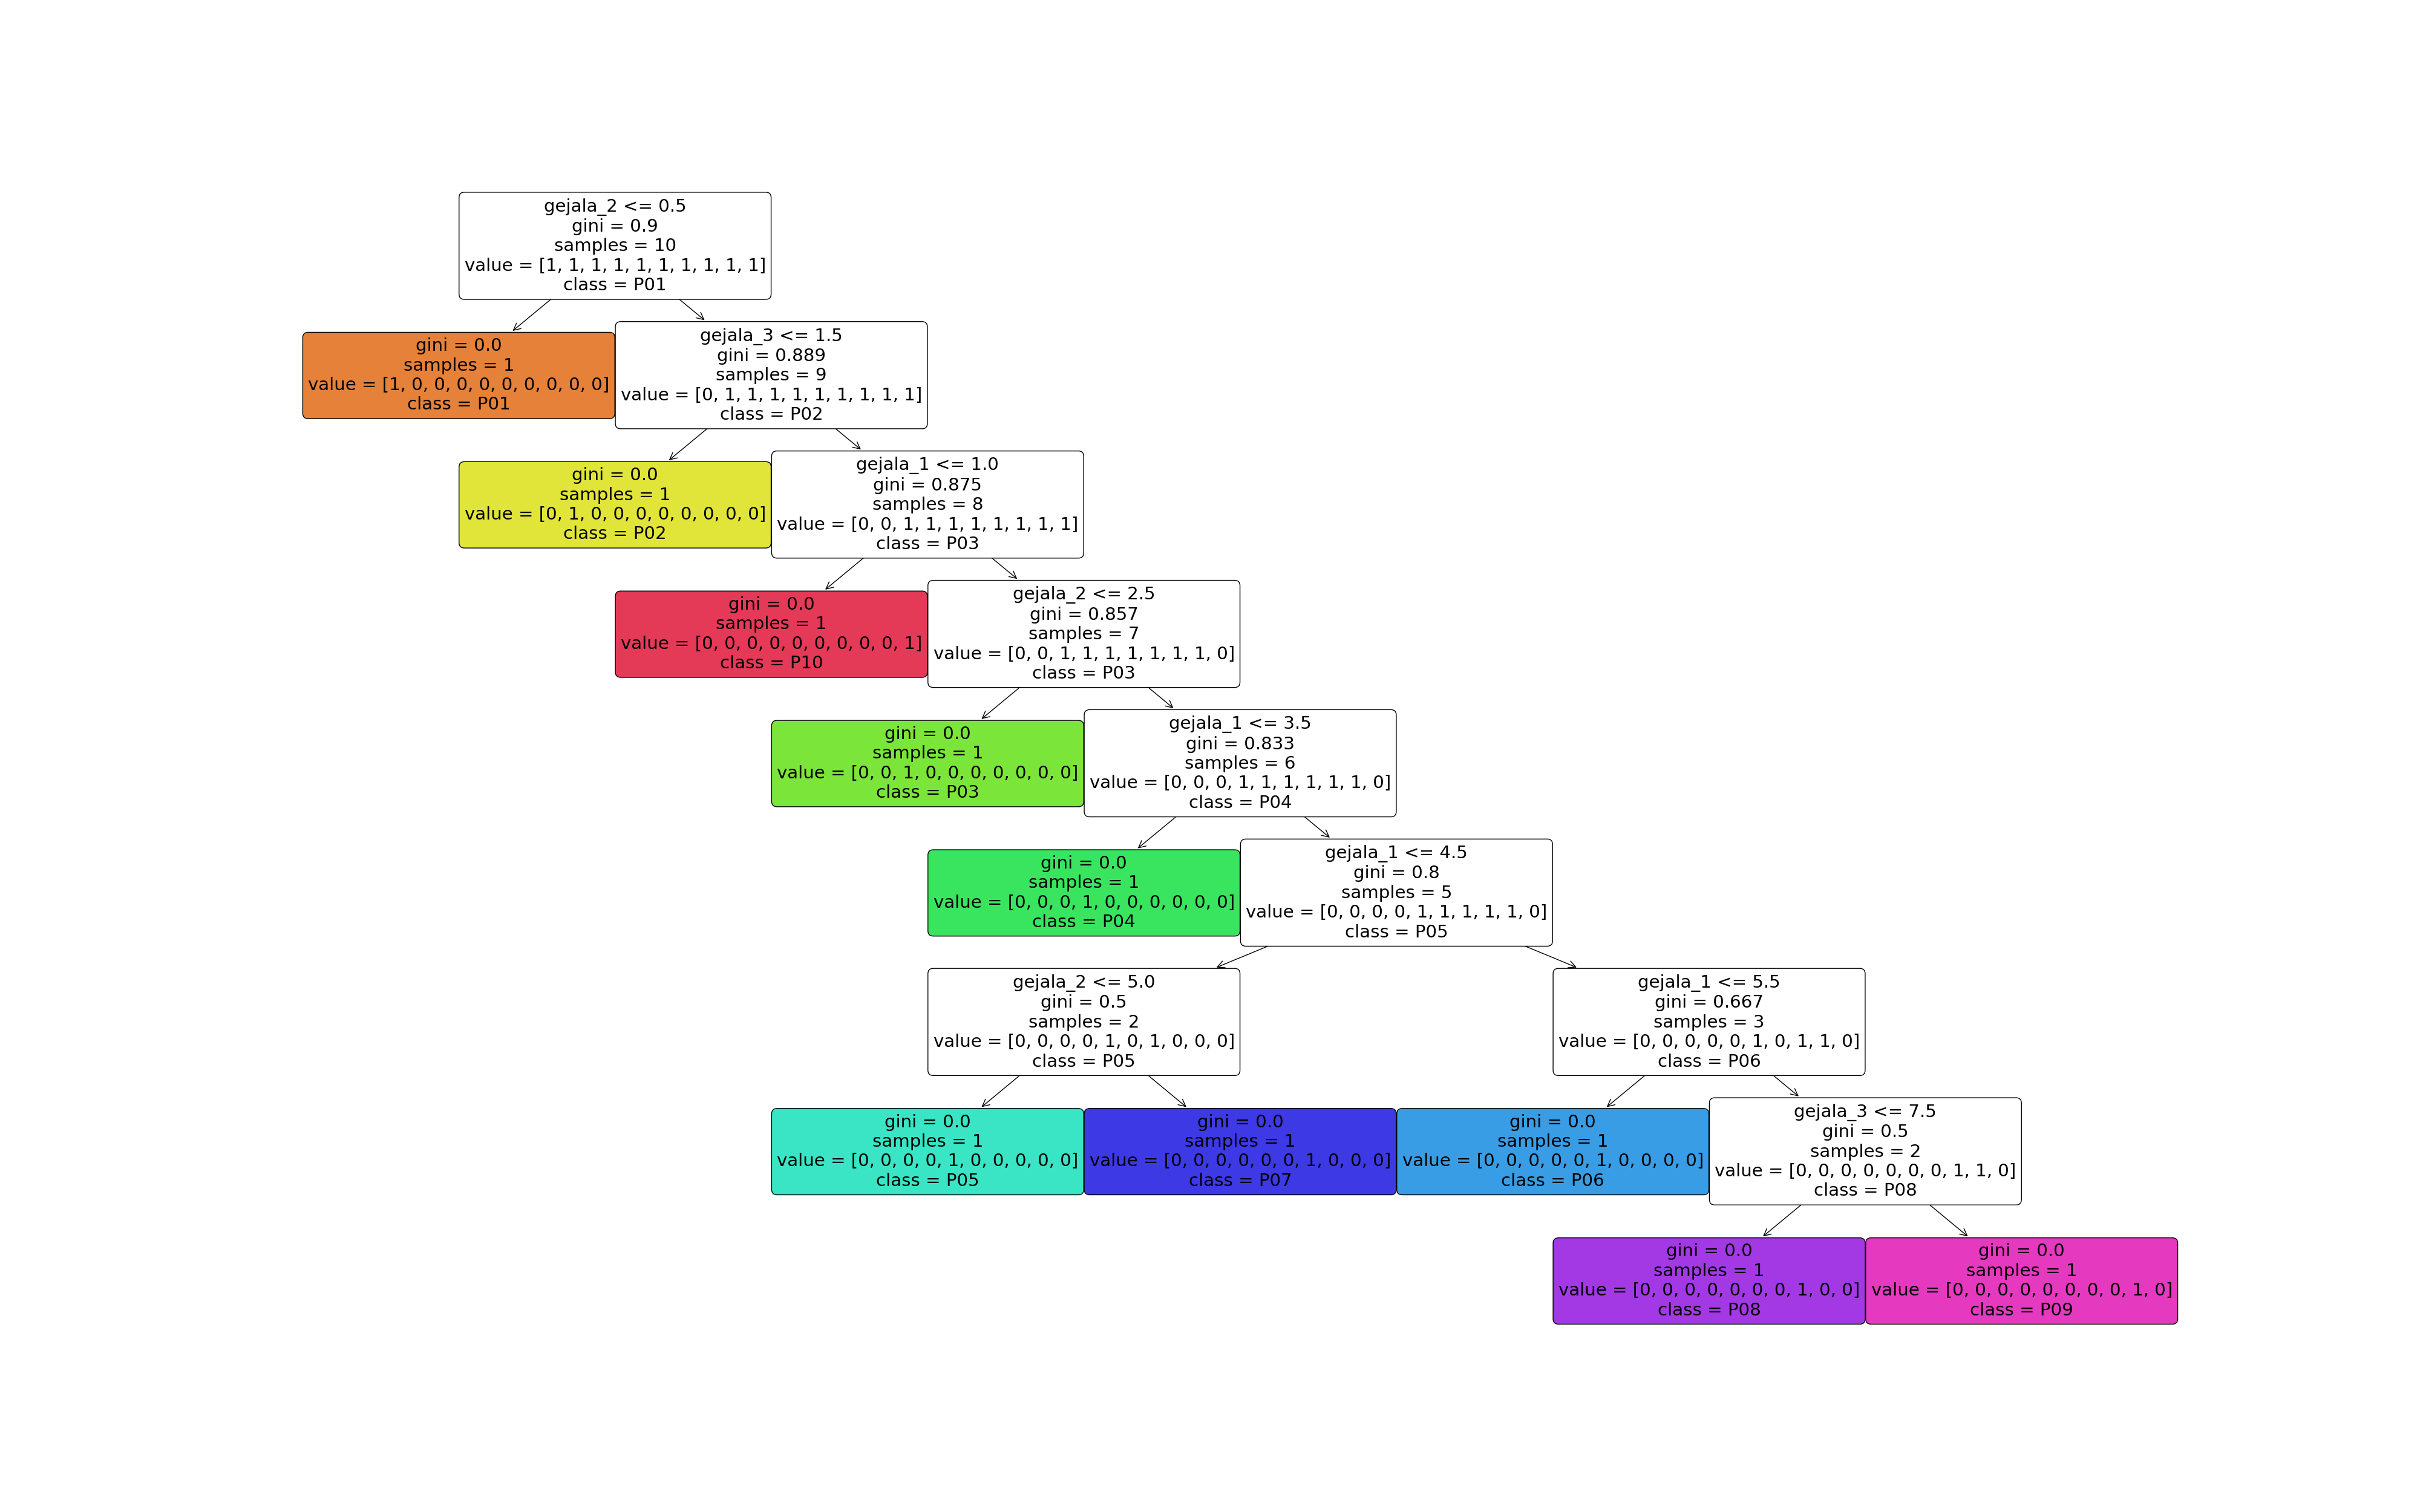 gejala_2 <= 0.5
gini = 0.9
samples = 10
value = [1, 1, 1, 1, 1, 1, 1, 1, 1, 1]
class = P01
gini = 0.0
samples = 1
value = [1, 0, 0, 0, 0, 0, 0, 0, 0, 0]
class = P01
gejala_3 <= 1.5
gini = 0.889
samples = 9
value = [0, 1, 1, 1, 1, 1, 1, 1, 1, 1]
class = P02
gini = 0.0
samples = 1
value = [0, 1, 0, 0, 0, 0, 0, 0, 0, 0]
class = P02
gejala_1 <= 1.0
gini = 0.875
samples = 8
value = [0, 0, 1, 1, 1, 1, 1, 1, 1, 1]
class = P03
gini = 0.0
samples = 1
value = [0, 0, 0, 0, 0, 0, 0, 0, 0, 1]
class = P10
gejala_2 <= 2.5
gini = 0.857
samples = 7
value = [0, 0, 1, 1, 1, 1, 1, 1, 1, 0]
class = P03
gini = 0.0
samples = 1
value = [0, 0, 1, 0, 0, 0, 0, 0, 0, 0]
class = P03
gejala_1 <= 3.5
gini = 0.833
samples = 6
value = [0, 0, 0, 1, 1, 1, 1, 1, 1, 0]
class = P04
gini = 0.0
samples = 1
value = [0, 0, 0, 1, 0, 0, 0, 0, 0, 0]
class = P04
gejala_1 <= 4.5
gini = 0.8
samples = 5
value = [0, 0, 0, 0, 1, 1, 1, 1, 1, 0]
class = P05
gejala_2 <= 5.0
gini = 0.5
samples = 2
value = [0, 0, 0, 0, 1, 0, 1, 0, 0, 0]
class = P05
gejala_1 <= 5.5
gini = 0.667
samples = 3
value = [0, 0, 0, 0, 0, 1, 0, 1, 1, 0]
class = P06
gini = 0.0
samples = 1
value = [0, 0, 0, 0, 1, 0, 0, 0, 0, 0]
class = P05
gini = 0.0
samples = 1
value = [0, 0, 0, 0, 0, 0, 1, 0, 0, 0]
class = P07
gini = 0.0
samples = 1
value = [0, 0, 0, 0, 0, 1, 0, 0, 0, 0]
class = P06
gejala_3 <= 7.5
gini = 0.5
samples = 2
value = [0, 0, 0, 0, 0, 0, 0, 1, 1, 0]
class = P08
gini = 0.0
samples = 1
value = [0, 0, 0, 0, 0, 0, 0, 1, 0, 0]
class = P08
gini = 0.0
samples = 1
value = [0, 0, 0, 0, 0, 0, 0, 0, 1, 0]
class = P09